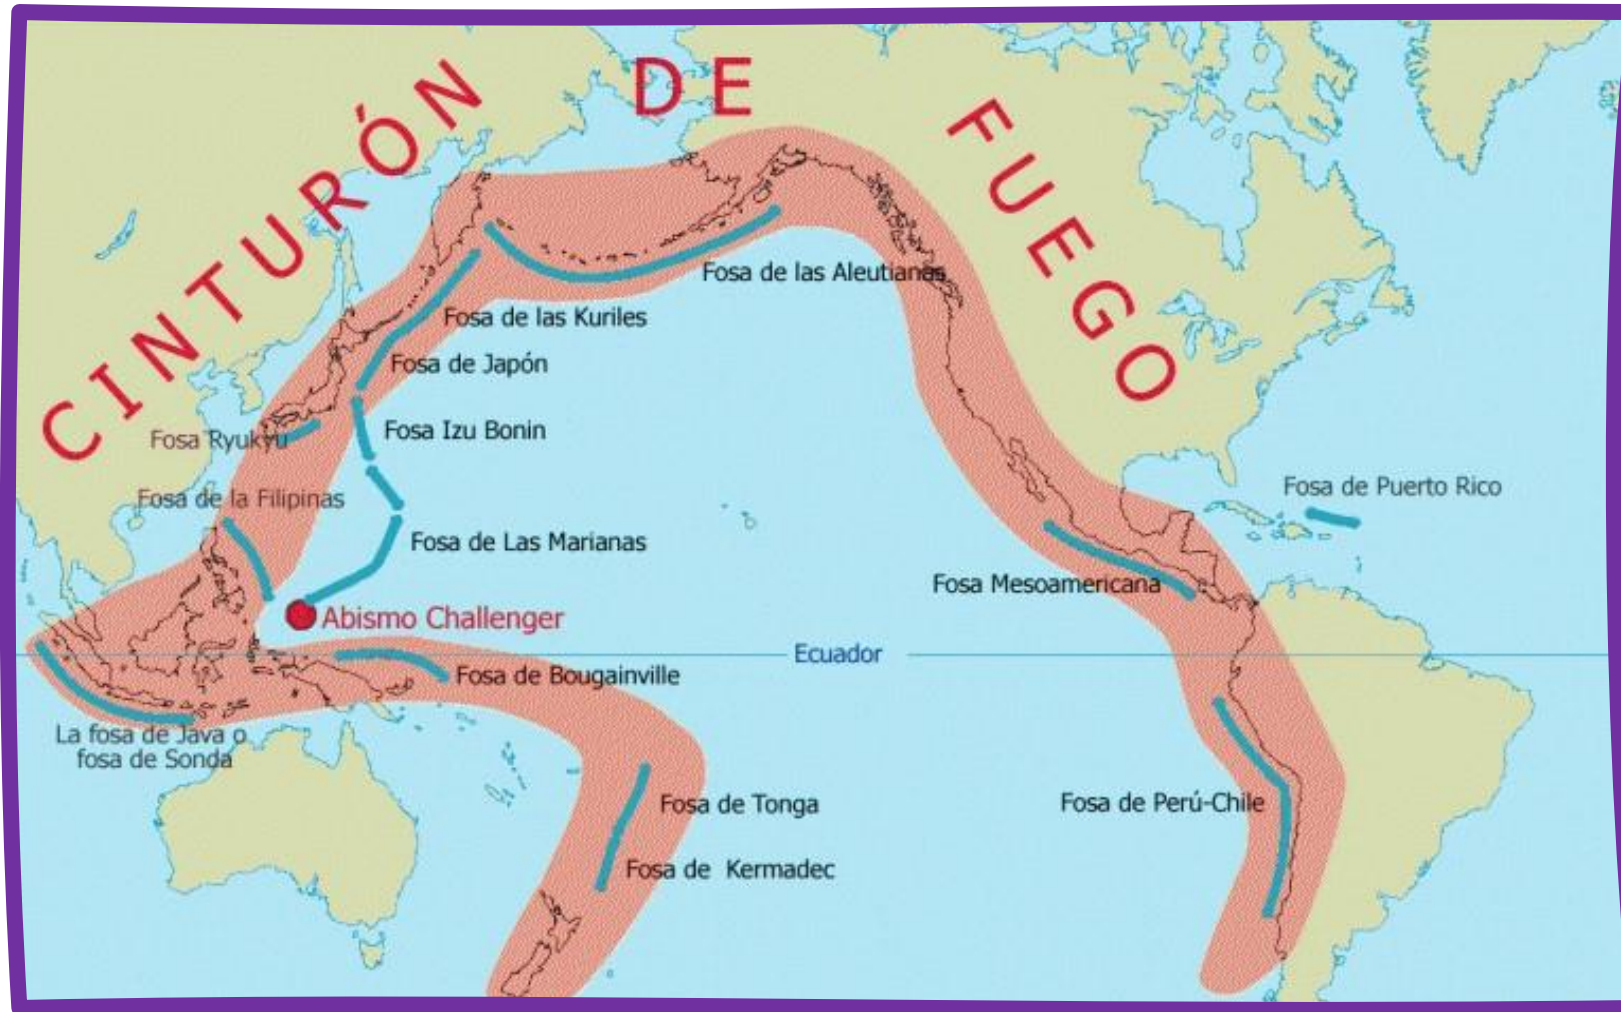 CINTURÓN DE FUEGO
Fosa de las Aleutianas
Fosa de las Kuriles
Fosa de Japón
Fosa Izu Bonin
Fosa Ryukyu
Fosa de la Filipinas
Fosa de Las Marianas
Abismo Challenger
Fosa de Puerto Rico
Fosa Mesoamericana
Ecuador
Fosa de Bougainville
La fosa de Java o
fosa de Sonda
Fosa de Tonga
Fosa de Perú-Chile
Fosa de Kermadec